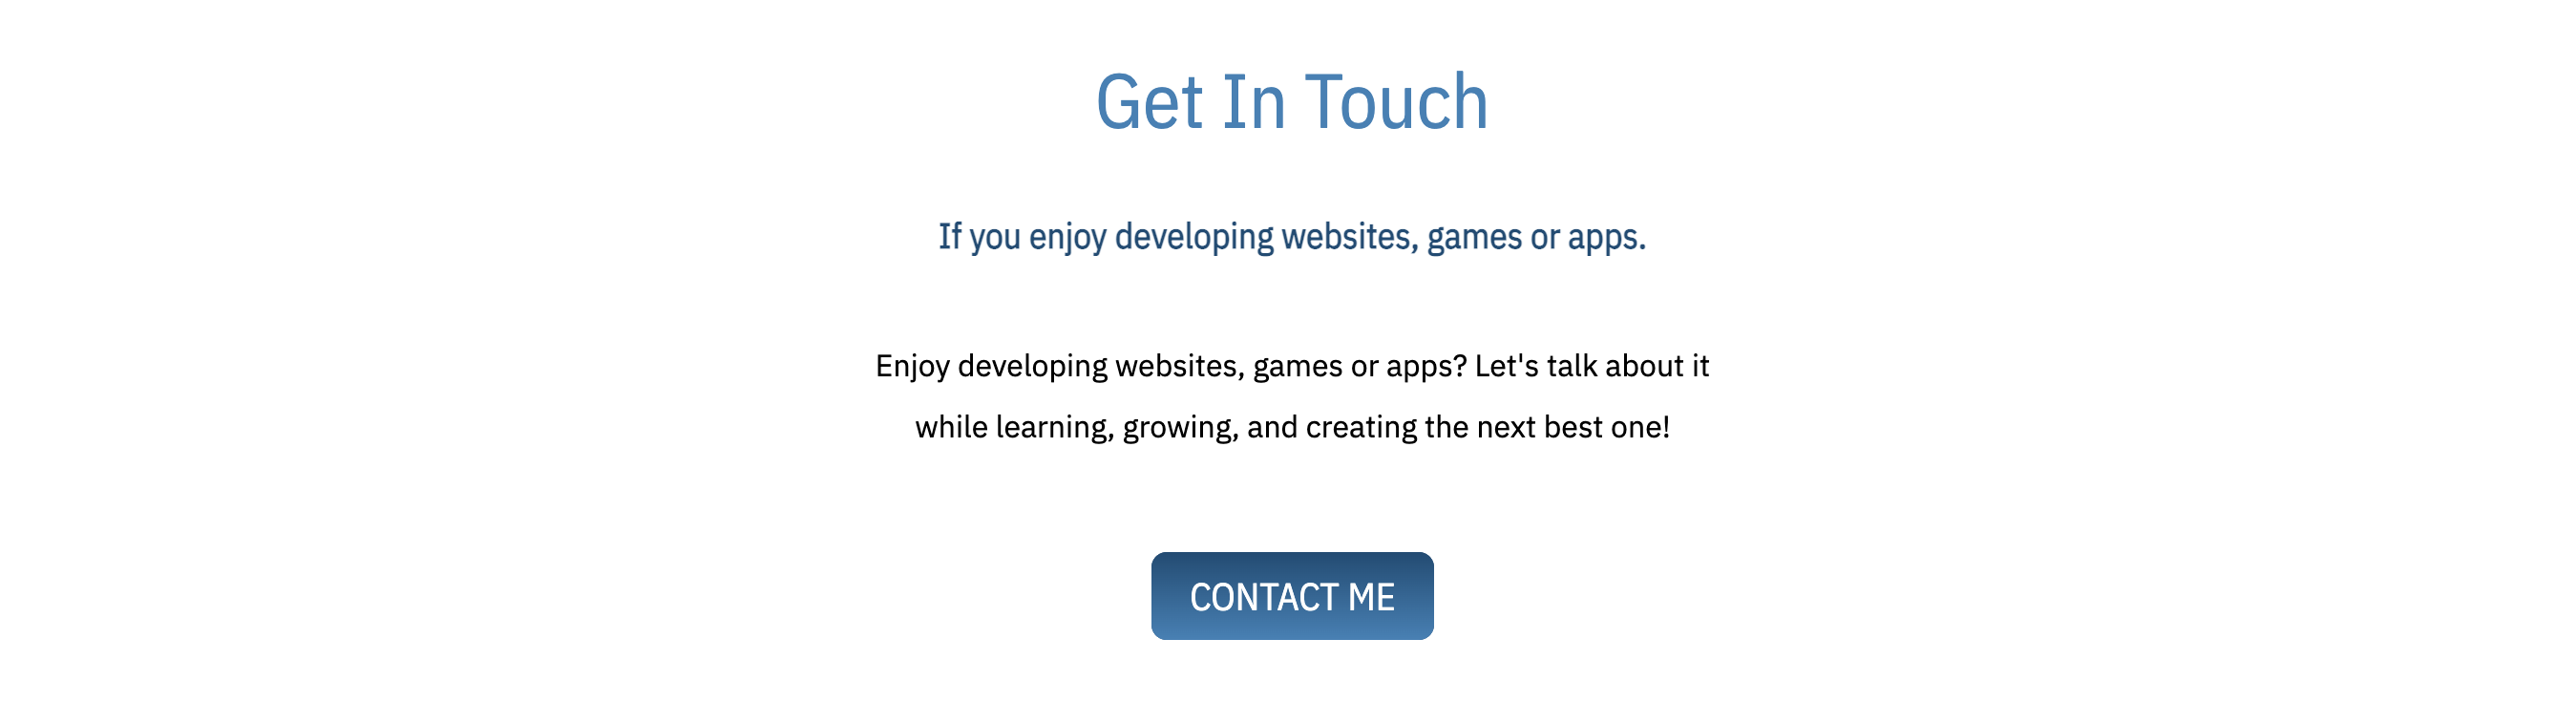 Get In Touch
If you enjoy developing websites, games or apps.
Enjoy developing websites, games or apps? Let's talk about it
while learning, growing, and creating the next best one!
CONTACT ME